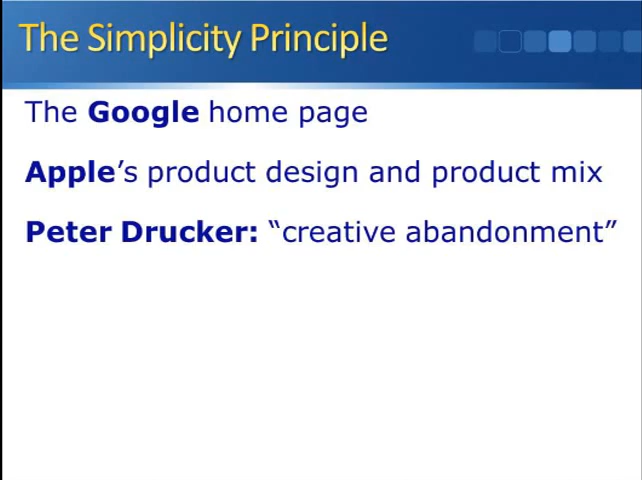 The Simplicity Principle
The Google home page
Apple’s product design and product mix
Peter Drucker: “creative abandonment”